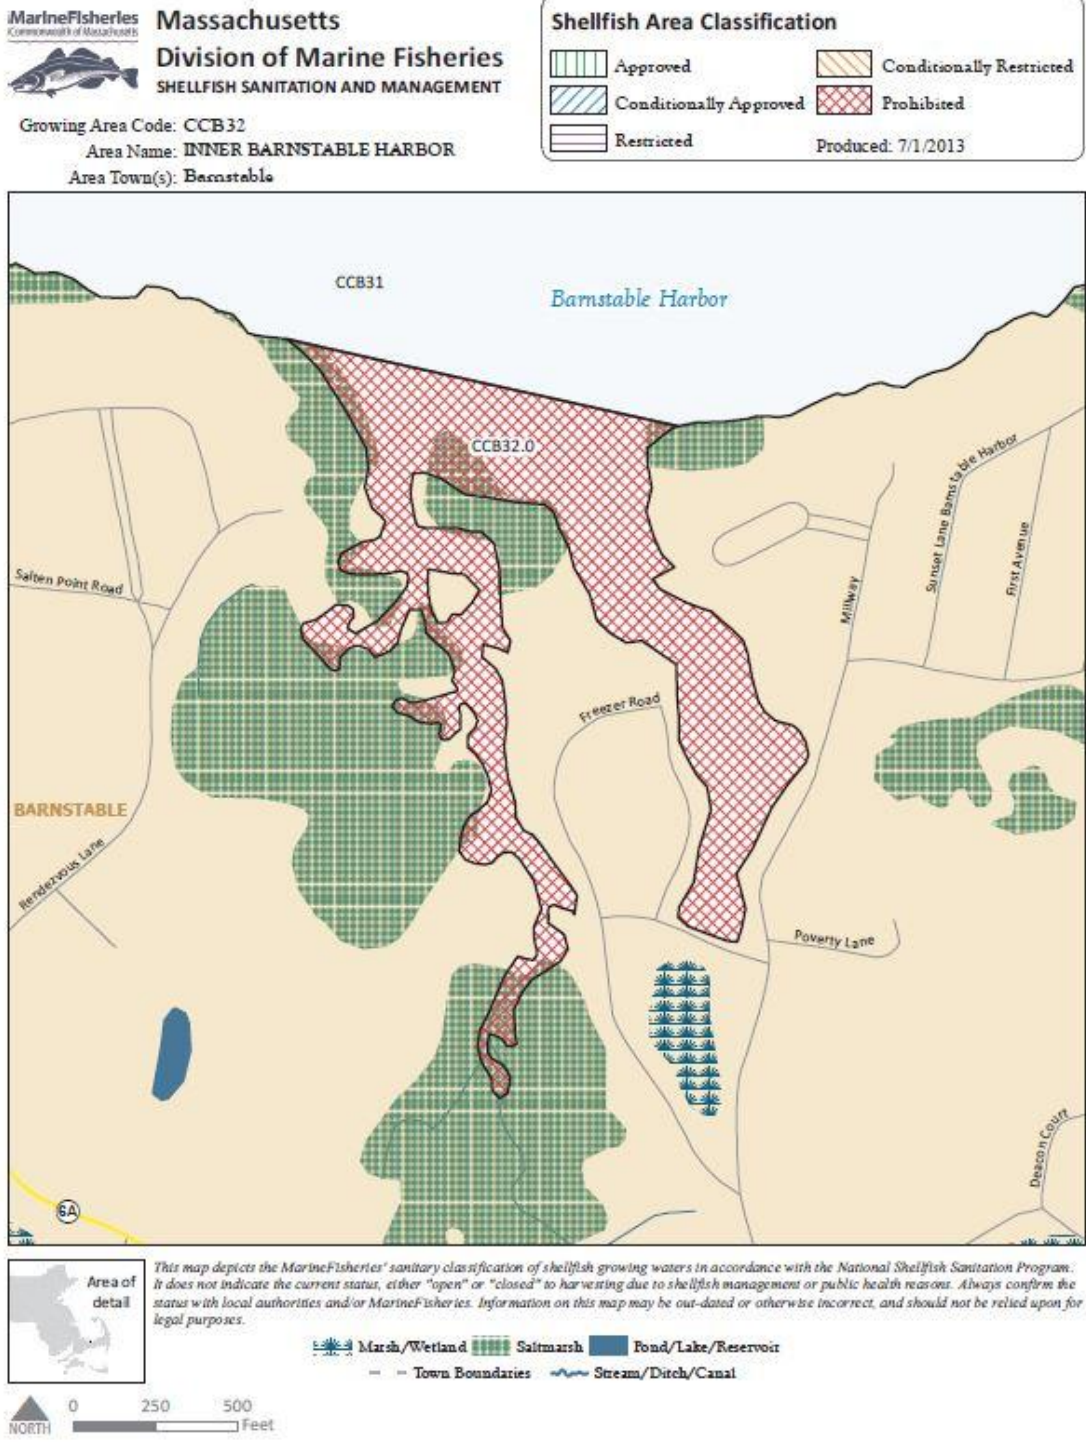 MarineFisheries
Commonwealth of Massachusetts
Massachusetts
Division of Marine Fisheries
SHELLFISH SANITATION AND MANAGEMENT
Growing Area Code: CCB32
Area Name: INNER BARNSTABLE HARBOR
Area Town(s): Barnstable
Shellfish Area Classification
Approved
Conditionally Restricted
Conditionally Approved
Prohibited
Restricted
Produced: 7/1/2013
CCB31
Barnstable Harbor
CCB32.0
Salten Point Road
Millway
Sunset Lane Barnstable Harbor
First Avenue
Freezer Road
BARNSTABLE
Rendezvous Lane
Poverty Lane
Deacon Court
6A
Area of
detail
This map depicts the MarineFisheries' sanitary classification of shellfish growing waters in accordance with the National Shellfish Sanitation Program.
It does not indicate the current status, either "open" or "closed" to harvesting due to shellfish management or public health reasons. Always confirm the
status with local authorities and/or MarineFisheries. Information on this map may be out-dated or otherwise incorrect, and should not be relied upon for
legal purposes.
Marsh/Wetland Saltmarsh Pond/Lake/Reservoir
Town Boundaries Stream/Ditch/Canal
NORTH
0 250 500
Feet